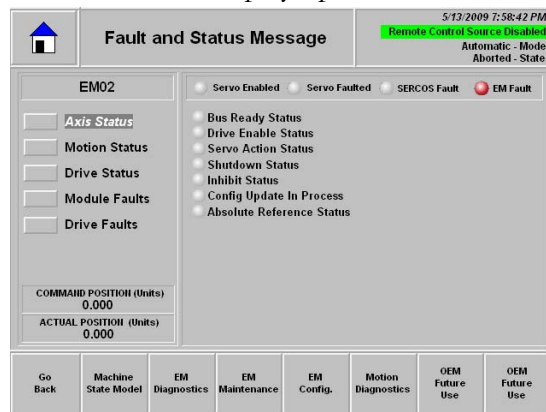 5/13/2009 7:58:42 PM
Remote Control Source Disabled
Automatic - Mode
Aborted - State
Fault and Status Message
EM02
Servo Enabled Servo Faulted SERCOS Fault EM Fault
Axis Status
Motion Status
Drive Status
Module Faults
Drive Faults
Bus Ready Status
Drive Enable Status
Servo Action Status
Shutdown Status
Inhibit Status
Config Update In Process
Absolute Reference Status
COMMAND POSITION (Units)
0.000
ACTUAL POSITION (Units)
0.000
Go
Back
Machine
State Model
EM
Diagnostics
EM
Maintenance
EM
Config.
Motion
Diagnostics
OEM
Future
Use
OEM
Future
Use